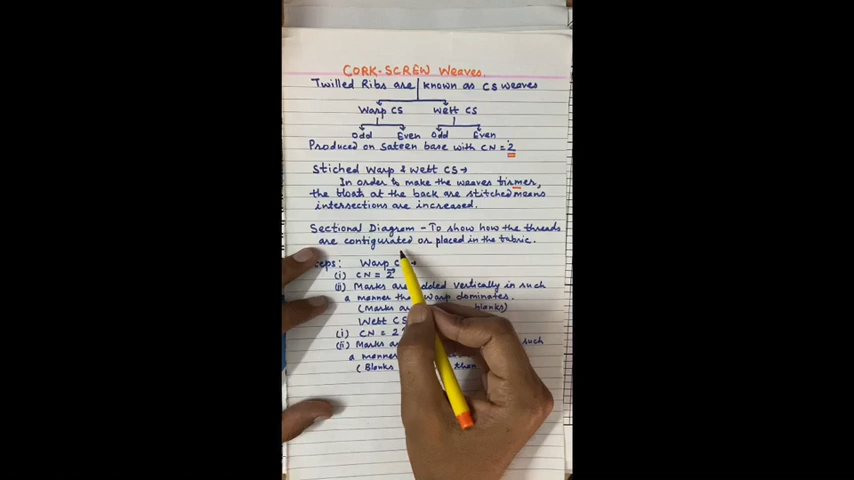 CORK-SCREW Weaves.
Twilled Ribs are known as CS weaves
Warp CS Weft CS
Odd Even Odd Even
Produced on sateen base with CN = 2
Stiched Warp & Weft CS →
In order to make the weaves firmer,
the floats at the back are stitched means
intersections are increased.
Sectional Diagram - To show how the threads
are configurated or placed in the fabric.
Warp
(i) CN = 2
(ii) Marks are added vertically in such
a manner warp dominates.
(Marks blanks)
Weft CS
(i) CN = 2
(ii) Marks such
a manner
(Blanks than